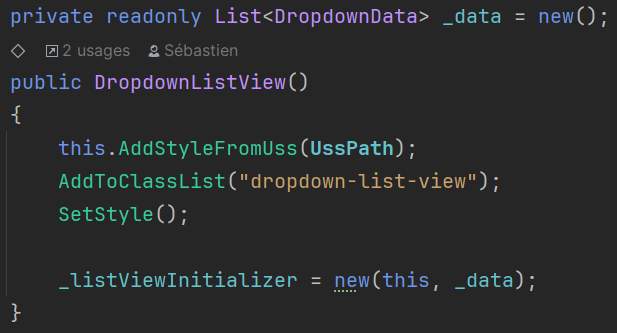 private readonly List<DropdownData> _data = new();
2 usages Sébastien
public DropdownListView()
{
this.AddStyleFromUss(UssPath);
AddToClassList("dropdown-list-view");
SetStyle();
_listViewInitializer = new(this, _data);
}